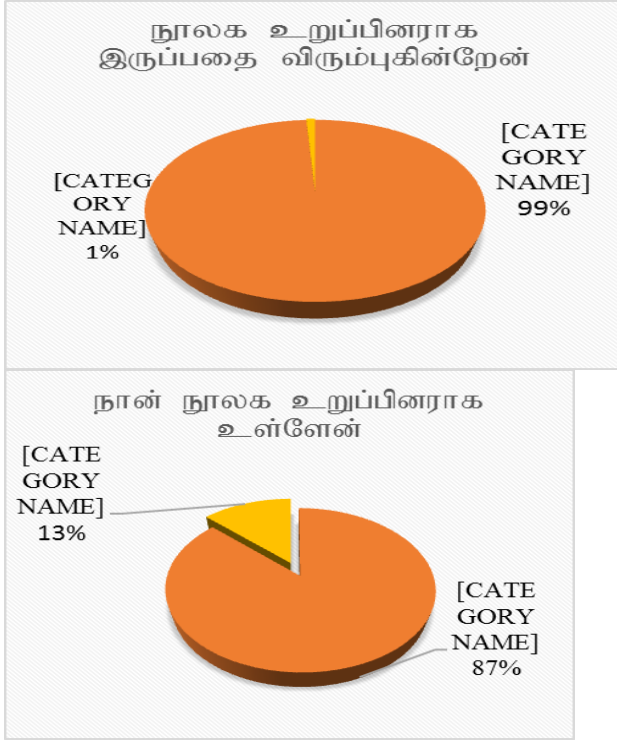 நூலக உறுப்பினராக
இருப்பதை விரும்புகின்றேன்
[CATE
GORY
NAME]
99%
[CATEG
ORY
NAME]
1%
நான் நூலக உறுப்பினராக
உள்ளேன்
[CATE
GORY
NAME]
13%
[CATE
GORY
NAME]
87%